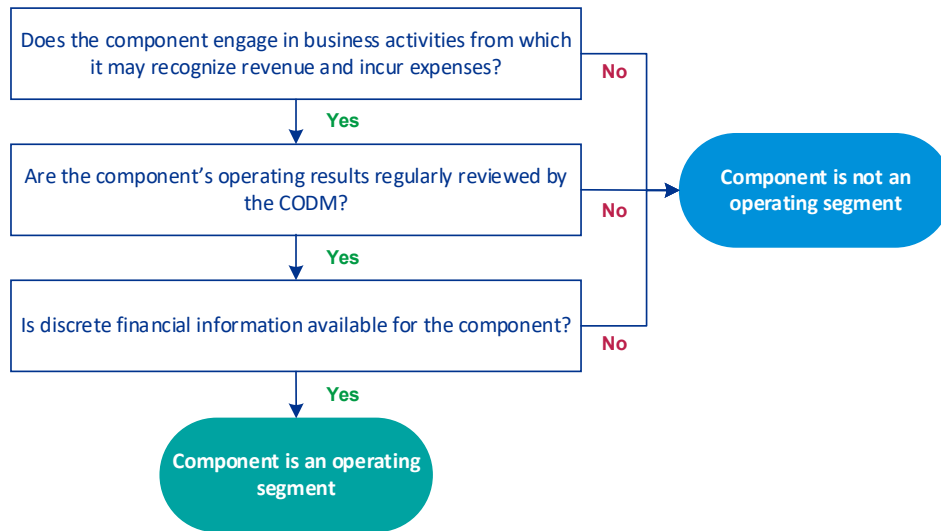 Does the component engage in business activities from which
it may recognize revenue and incur expenses?
No
Yes
Are the component’s operating results regularly reviewed by
the CODM?
No
Component is not an
operating segment
Yes
Is discrete financial information available for the component?
No
Yes
Component is an operating
segment